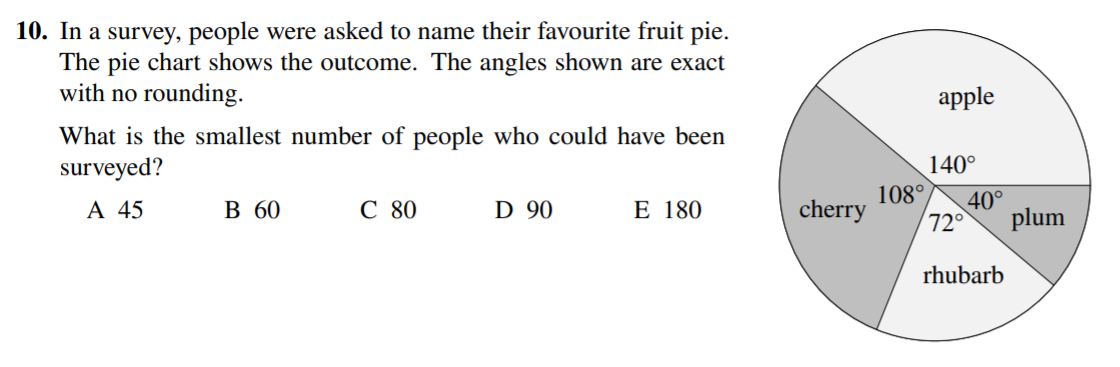 10. In a survey, people were asked to name their favourite fruit pie.
The pie chart shows the outcome. The angles shown are exact
with no rounding.
What is the smallest number of people who could have been
surveyed?
A 45 B 60 C 80 D 90 E 180
apple
140°
108°
40°
cherry
72°
plum
rhubarb